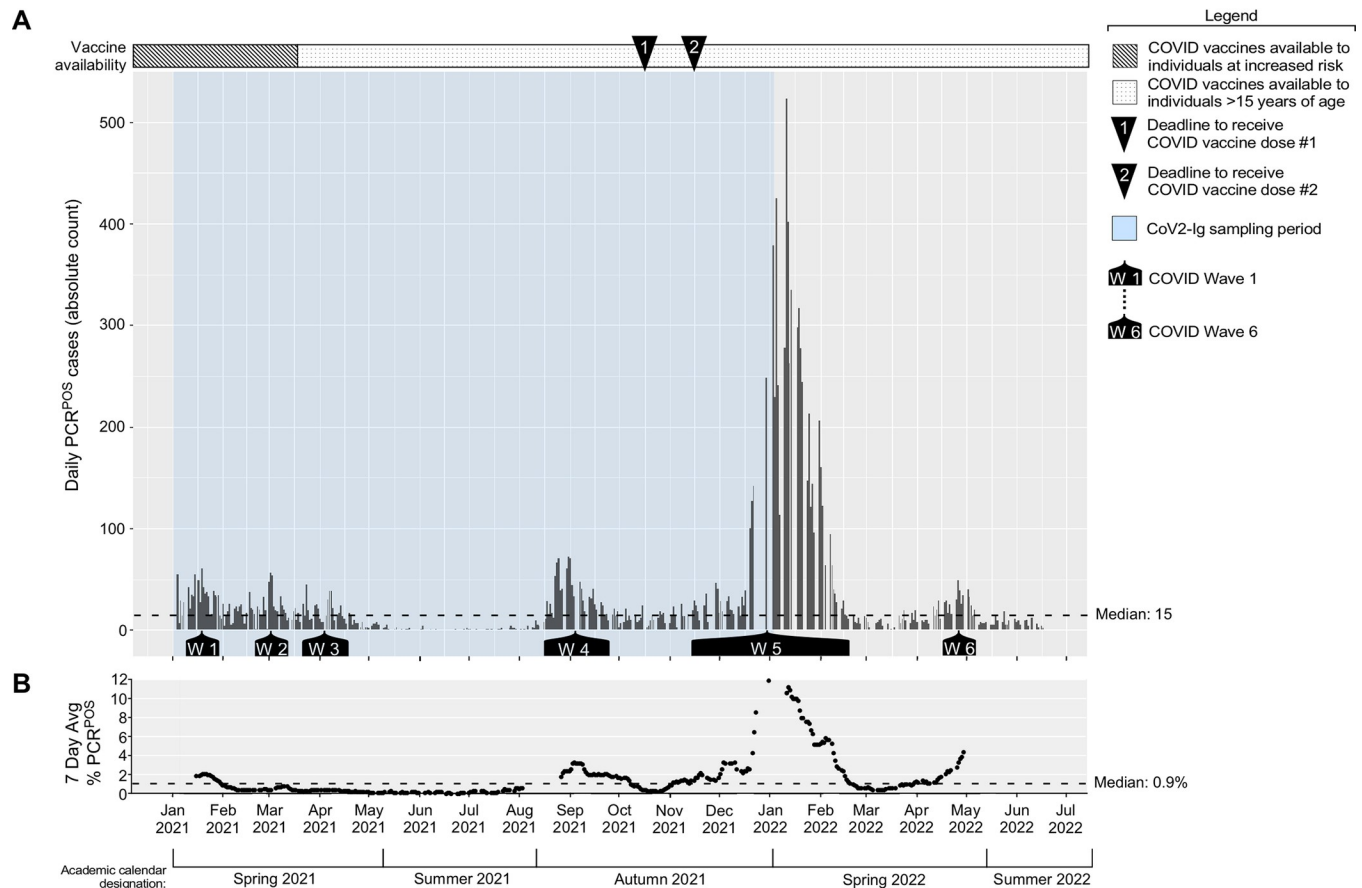 A
Vaccine
availability
1
2
Legend
COVID vaccines available to
individuals at increased risk
COVID vaccines available to
individuals >15 years of age
1
Deadline to receive
COVID vaccine dose #1
2
Deadline to receive
COVID vaccine dose #2
CoV2-Ig sampling period
W 1
COVID Wave 1
W 6
COVID Wave 6
Daily PCRPOS cases (absolute count)
500
400
300
200
100
0
Median: 15
W 1
W 2
W 3
W 4
W 5
W 6
B
7 Day Avg
% PCRPOS
12
10
8
6
4
2
0
Median: 0.9%
Jan Feb Mar Apr May Jun Jul Aug Sep Oct Nov Dec Jan Feb Mar Apr May Jun Jul
2021 2021 2021 2021 2021 2021 2021 2021 2021 2021 2021 2021 2022 2022 2022 2022 2022 2022 2022
Academic calendar
designation:
Spring 2021 Summer 2021 Autumn 2021 Spring 2022 Summer 2022